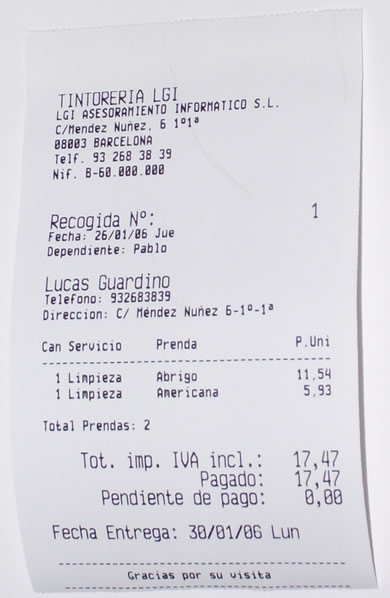 TINTORERIA LGI
LGI ASESORAMIENTO INFORMATICO S.L.
C/Mendez Nuñez, 6 1º1ª
08003 BARCELONA
Telf. 93 268 38 39
Nif. B-60.000.000
Recogida Nº: 1
Fecha: 26/01/06 Jue
Dependiente: Pablo
Lucas Guardino
Telefono: 932683839
Direccion: C/ Méndez Nuñez 6-1º-1ª
Can Servicio Prenda P.Uni
1 Limpieza Abrigo 11,54
1 Limpieza Americana 5,93
Total Prendas: 2
Tot. imp. IVA incl.: 17,47
Pagado: 17,47
Pendiente de pago: 0,00
Fecha Entrega: 30/01/06 Lun
Gracias por su visita